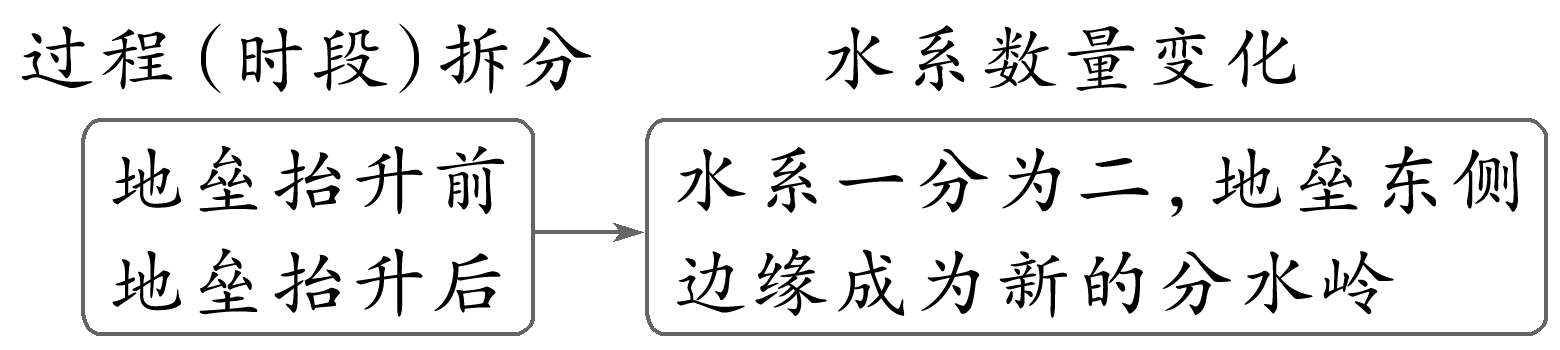 过程(时段)拆分
水系数量变化
地垒抬升前
地垒抬升后
水系一分为二,地垒东侧
边缘成为新的分水岭